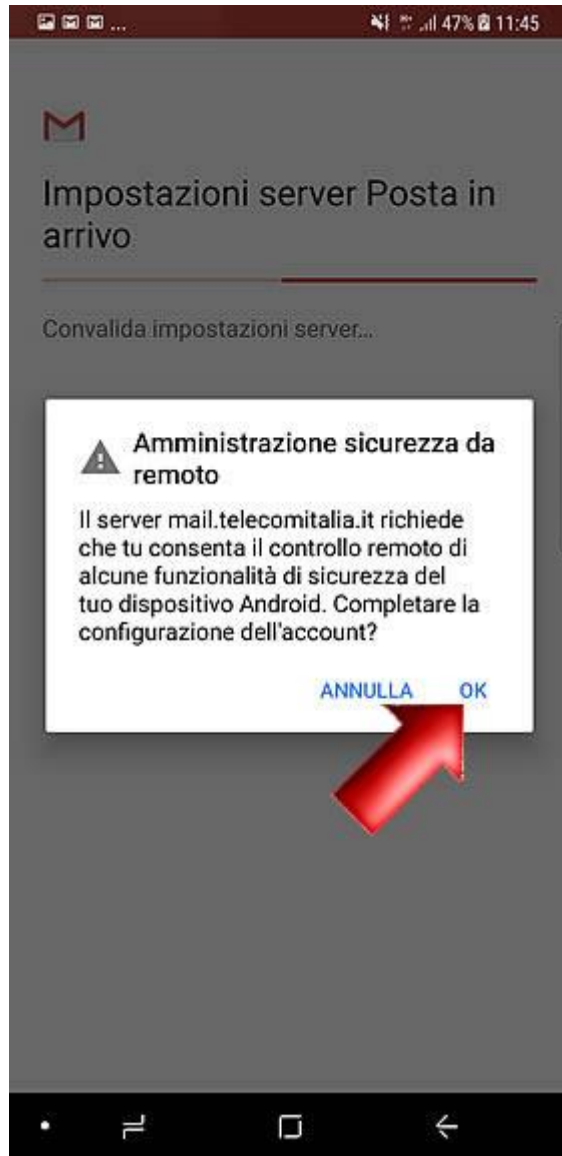 ... 47% 11:45
Impostazioni server Posta in
arrivo
Convalida impostazioni server...
Amministrazione sicurezza da
remoto
Il server mail.telecomitalia.it richiede
che tu consenta il controllo remoto di
alcune funzionalità di sicurezza del
tuo dispositivo Android. Completare la
configurazione dell'account?
ANNULLA OK